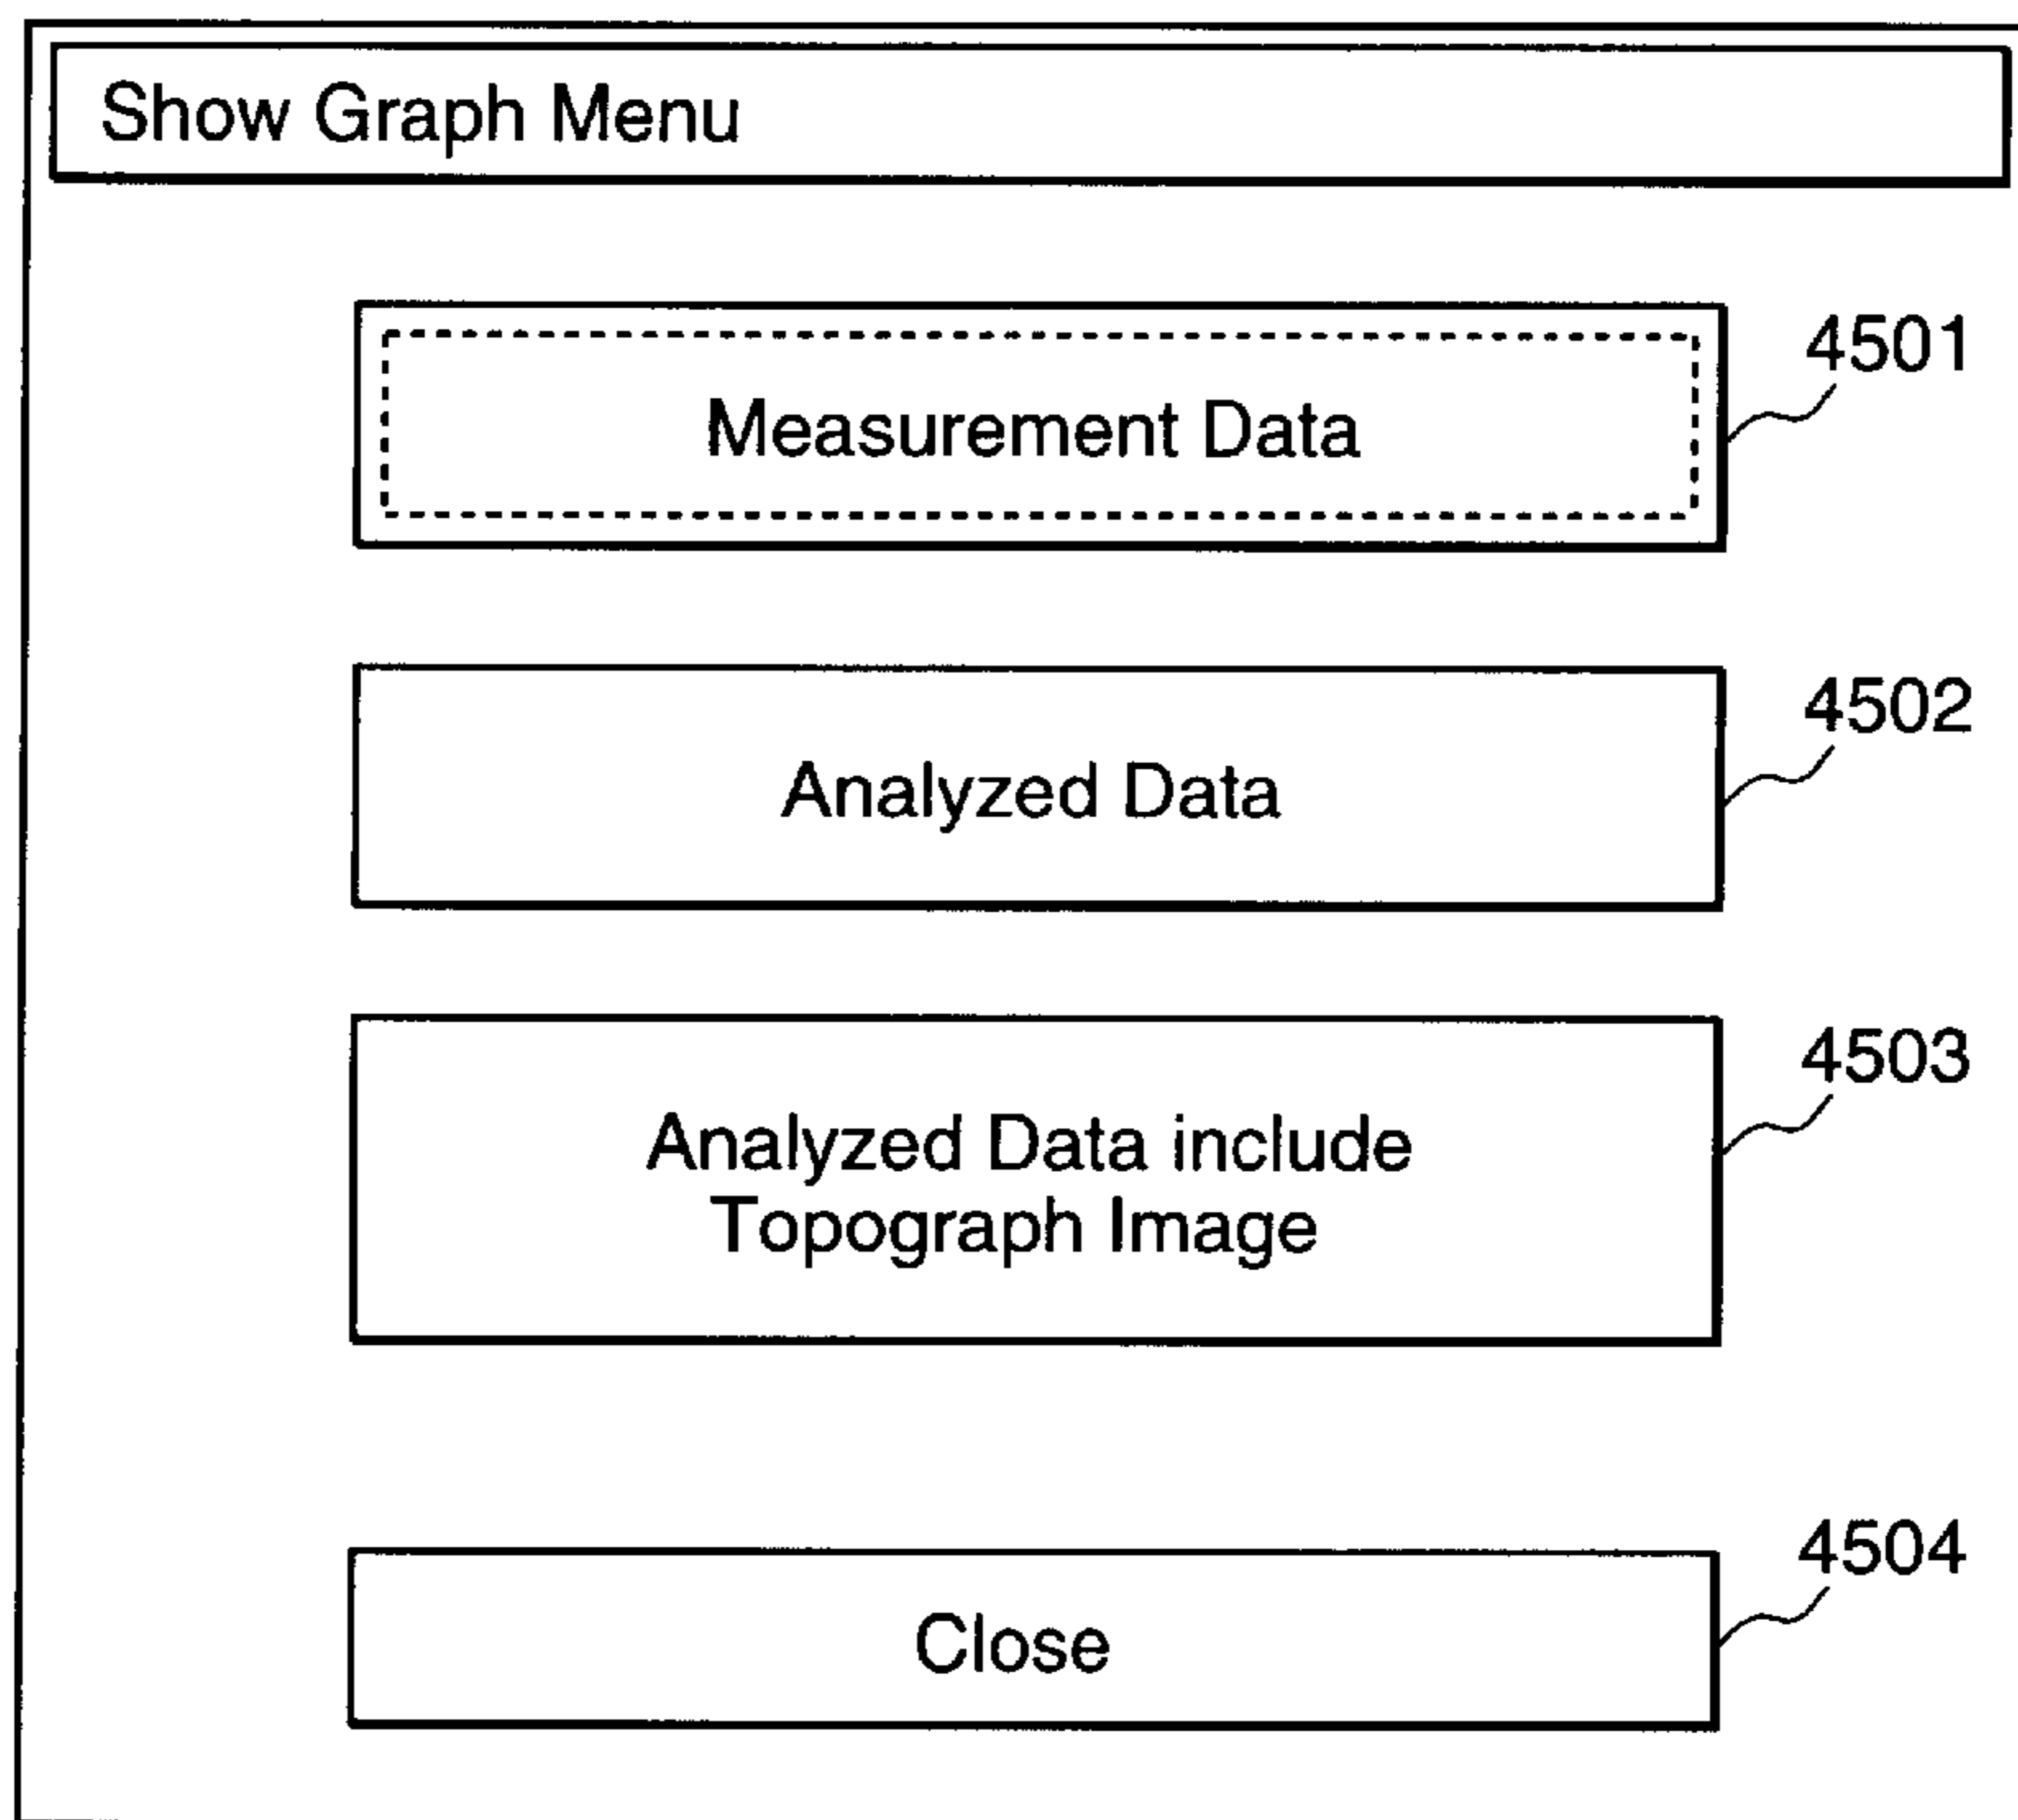 Show Graph Menu
Measurement Data
4501
Analyzed Data
4502
Analyzed Data include
Topograph Image
4503
Close
4504